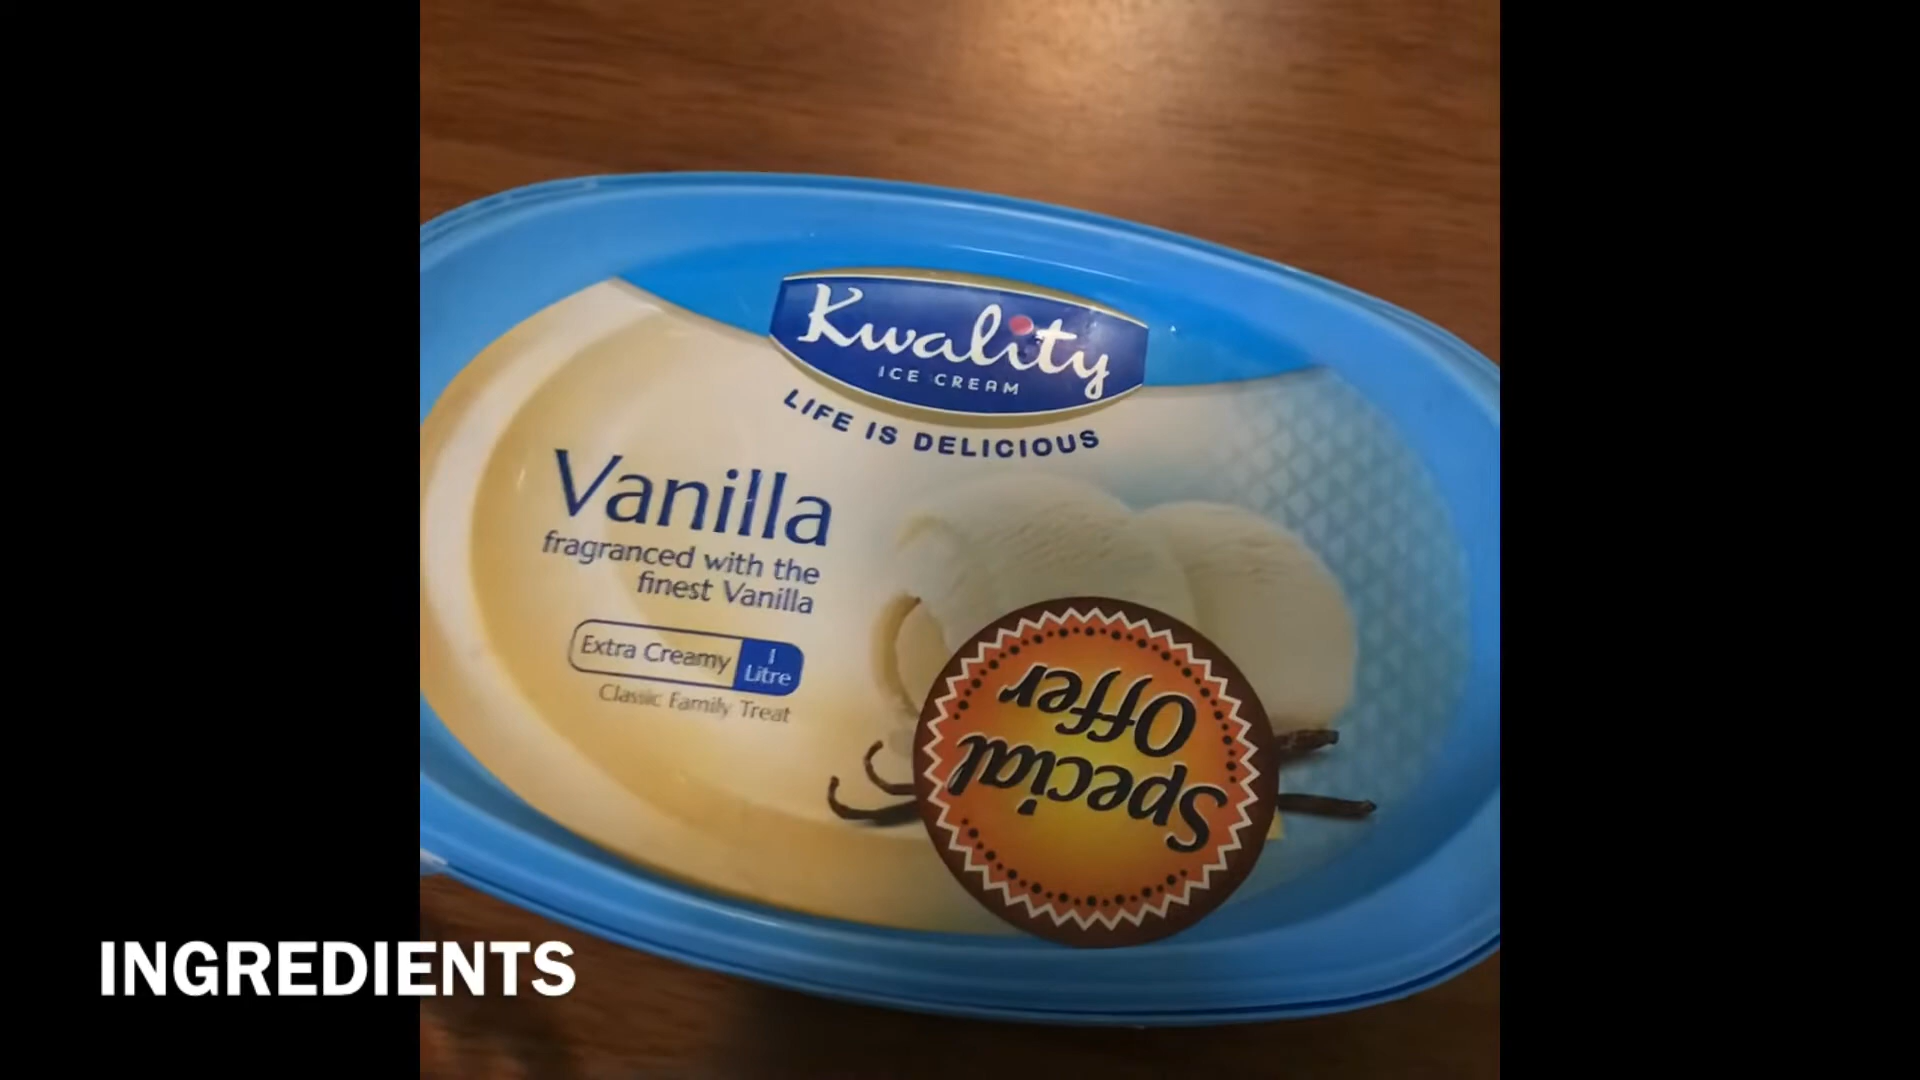 Kwality
ICE CREAM
LIFE IS DELICIOUS
Vanilla
fragranced with the
finest Vanilla
Extra Creamy
1
Litre
Classic Family Treat
Special
Offer
INGREDIENTS